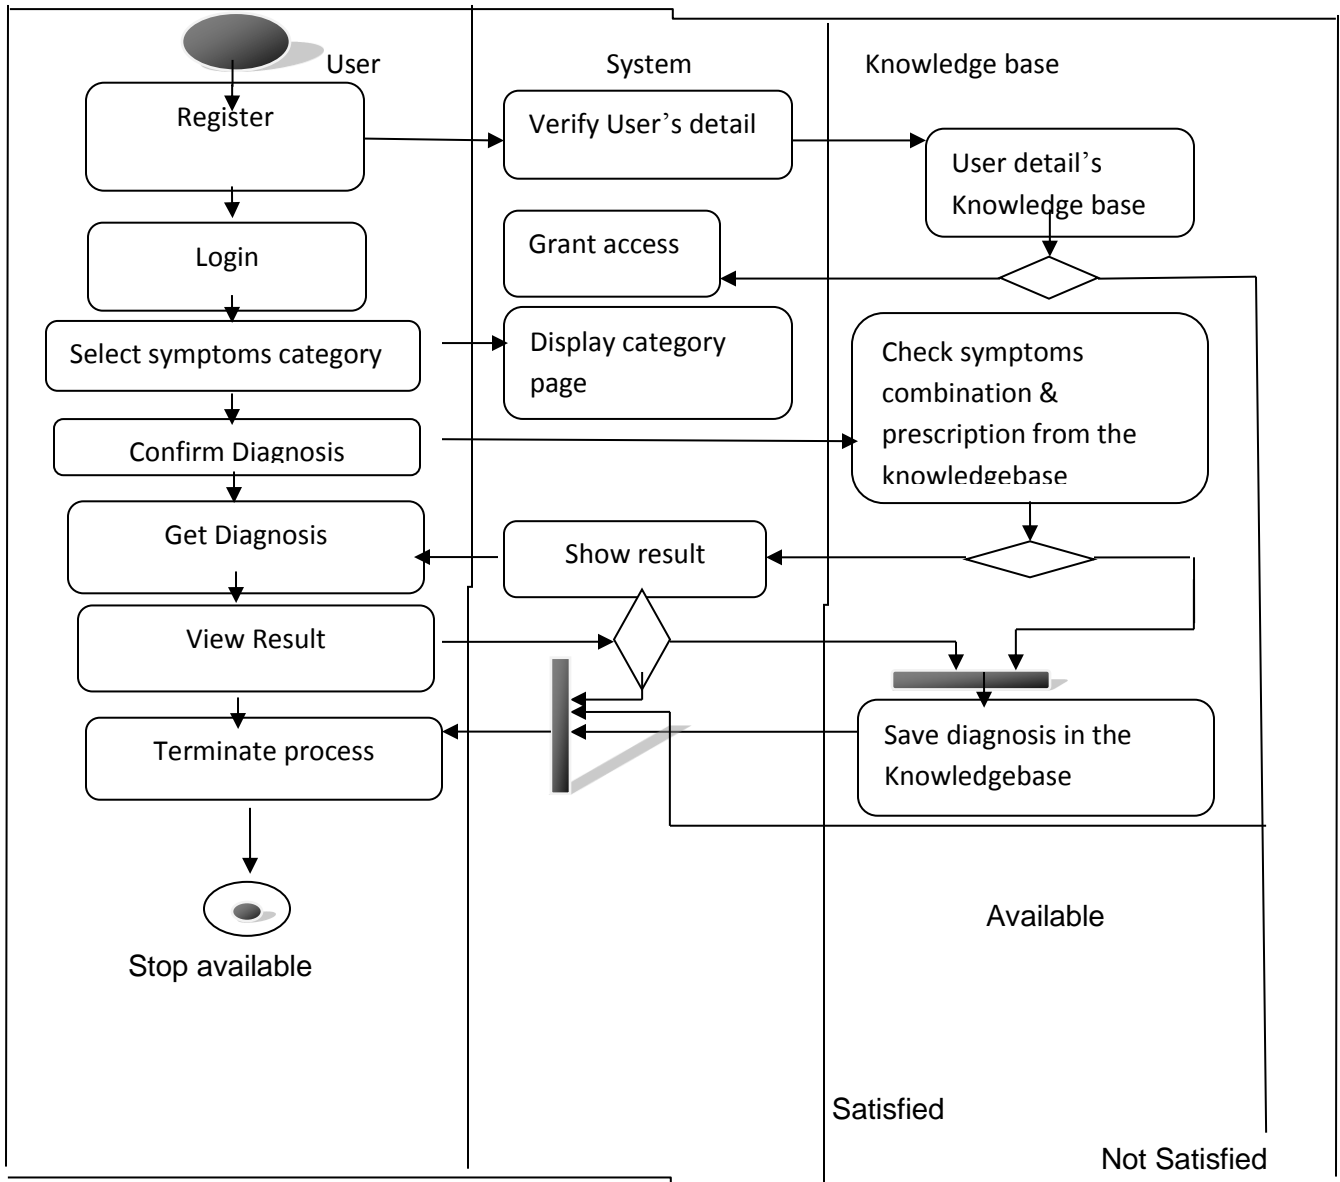 User
System
Knowledge base
Register
Verify User’s detail
User detail’s
Knowledge base
Login
Grant access
Select symptoms category
Display category
page
Check symptoms
combination &
prescription from the
knowledgebase
Confirm Diagnosis
Get Diagnosis
Show result
View Result
Terminate process
Save diagnosis in the
Knowledgebase
Available
Stop available
Satisfied
Not Satisfied